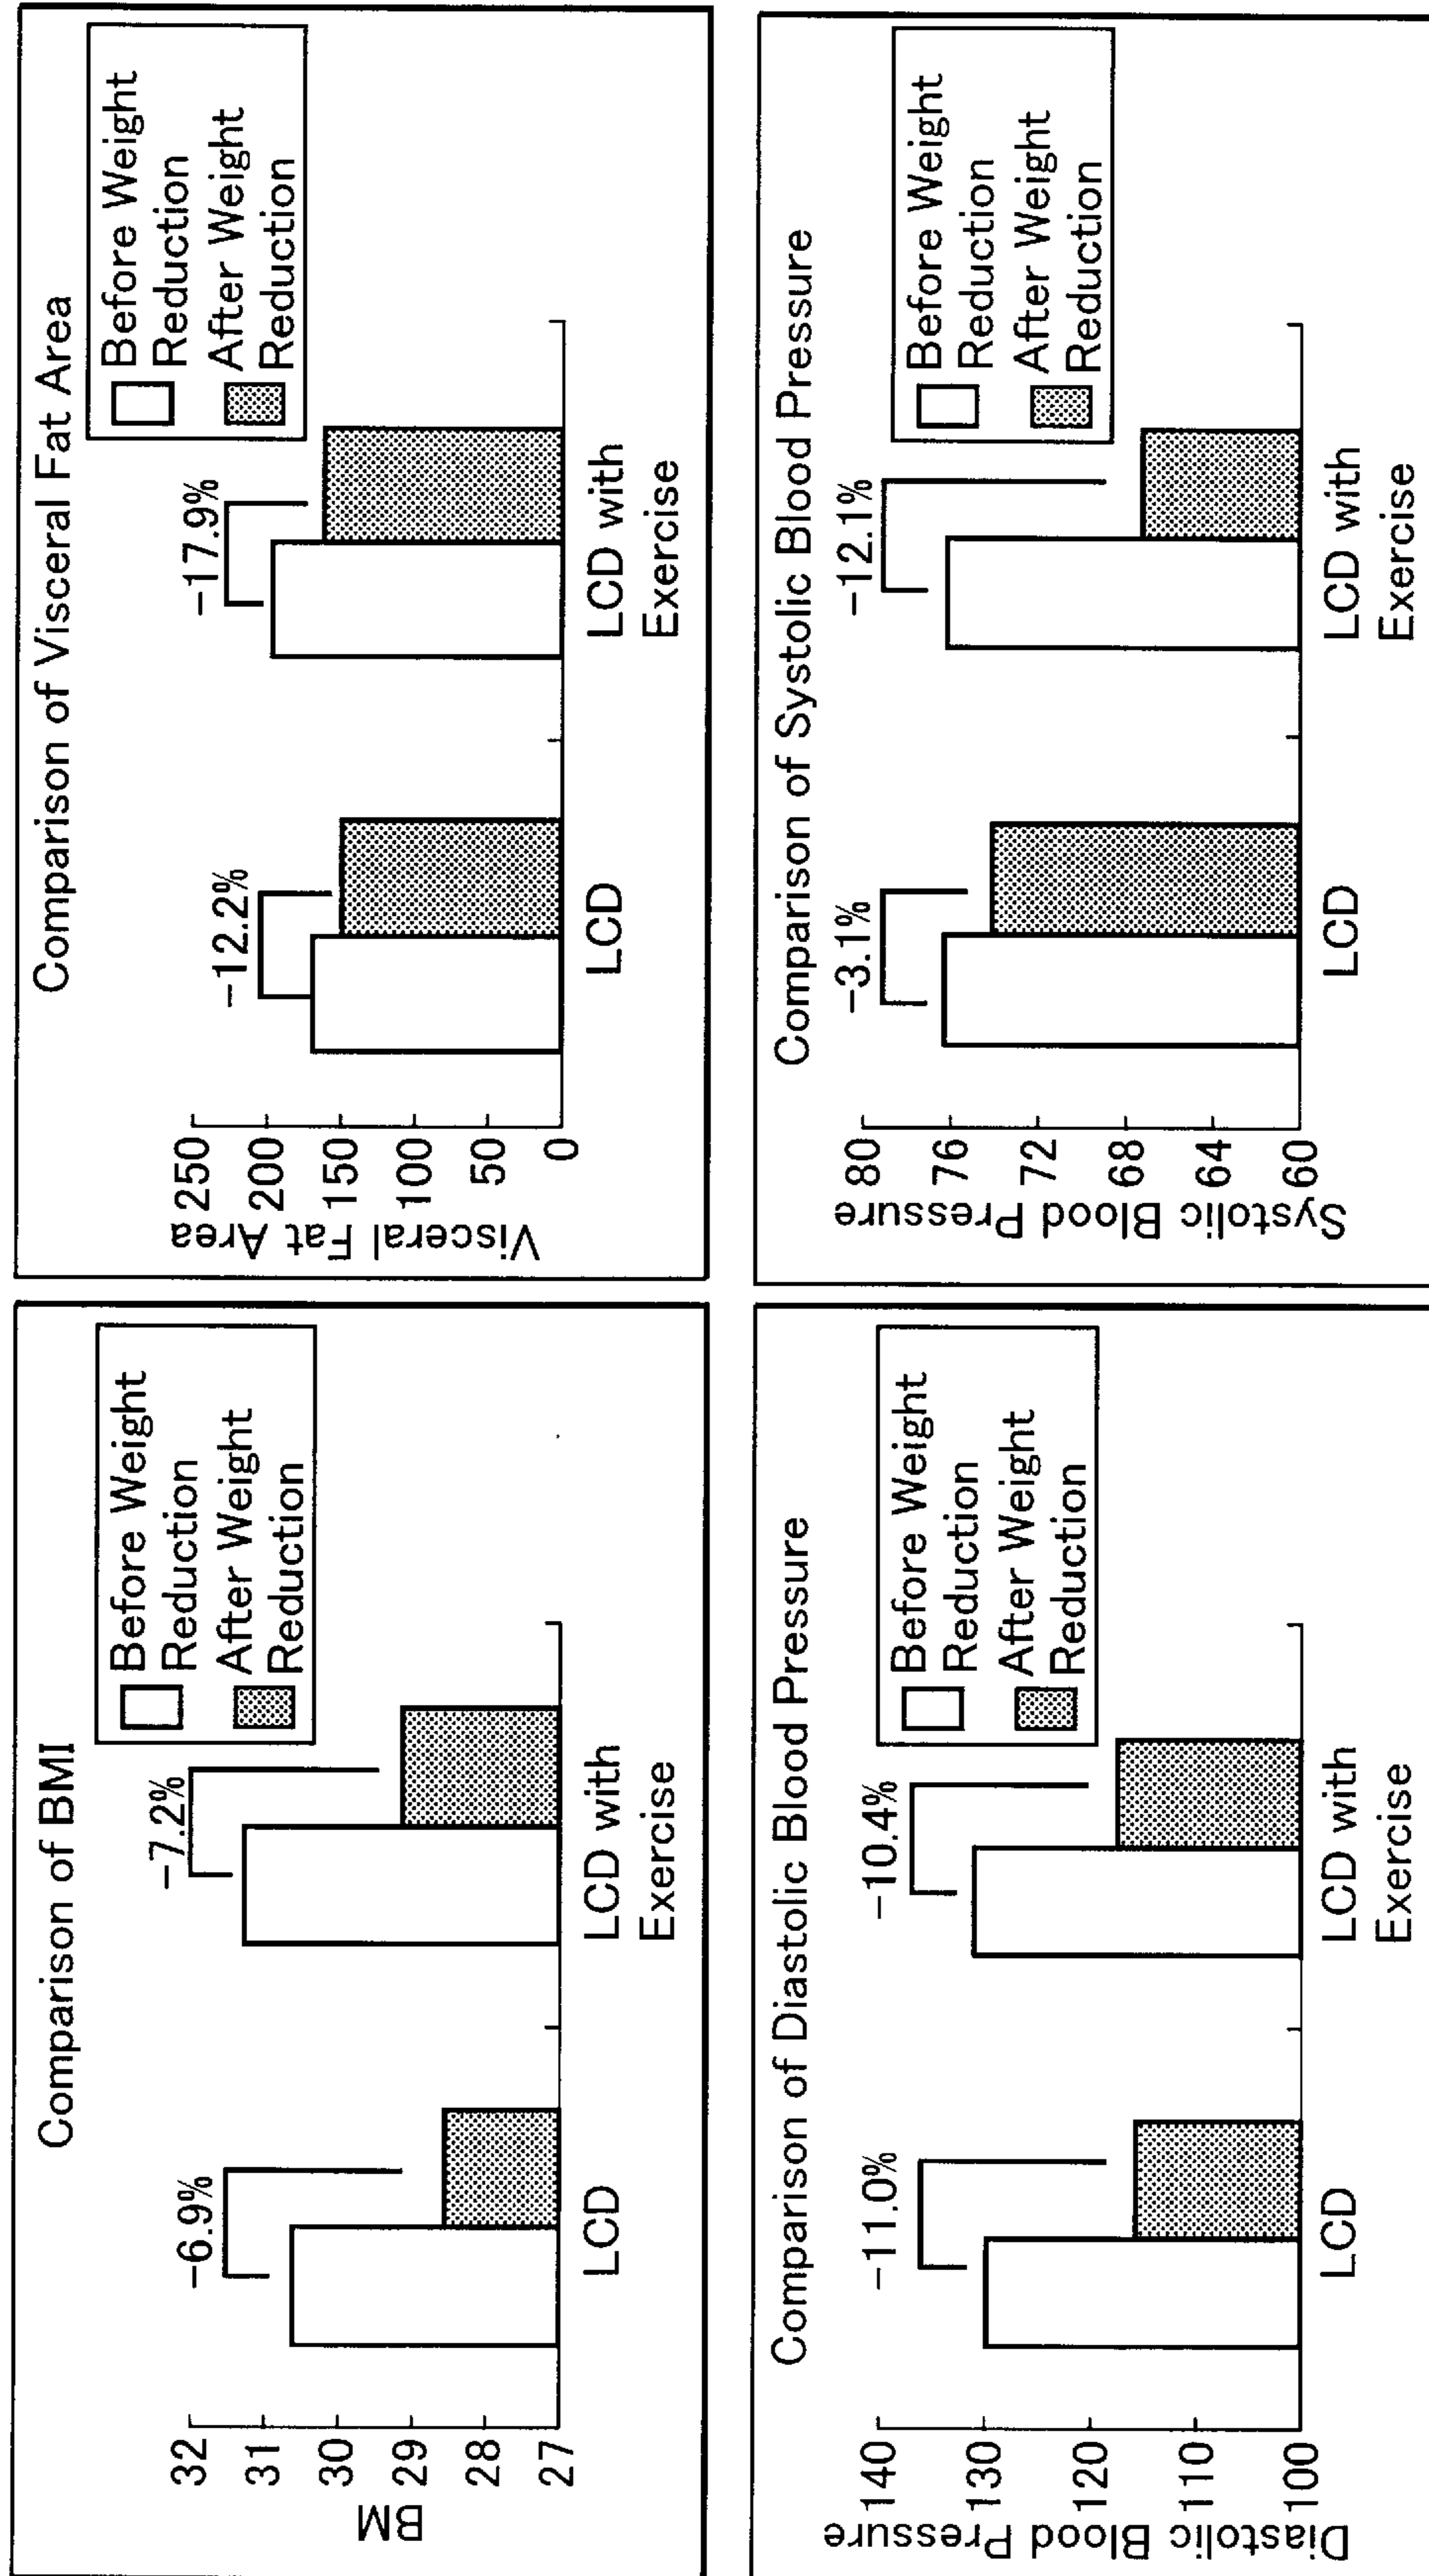 Comparison of BMI
Before Weight
Reduction
After Weight
Reduction
BM
32
31
30
29
28
27
-6.9%
-7.2%
LCD
LCD with
Exercise
Comparison of Visceral Fat Area
Before Weight
Reduction
After Weight
Reduction
Visceral Fat Area
250
200
150
100
50
0
-12.2%
-17.9%
LCD
LCD with
Exercise
Comparison of Diastolic Blood Pressure
Before Weight
Reduction
After Weight
Reduction
Diastolic Blood Pressure
140
130
120
110
100
-11.0%
-10.4%
LCD
LCD with
Exercise
Comparison of Systolic Blood Pressure
Before Weight
Reduction
After Weight
Reduction
Systolic Blood Pressure
80
76
72
68
64
60
-3.1%
-12.1%
LCD
LCD with
Exercise